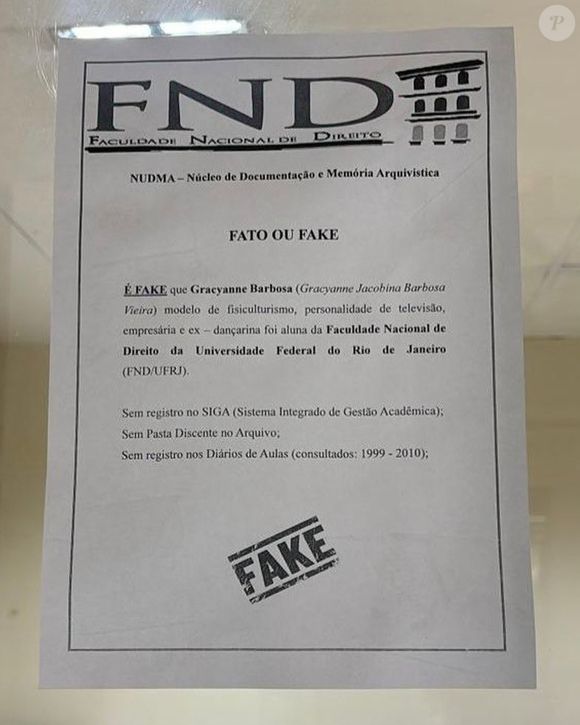 P
FND
FACULDADE NACIONAL DE DIREITO
NUDMA – Núcleo de Documentação e Memória Arquivística
FATO OU FAKE
É FAKE que Gracyanne Barbosa (Gracyanne Jacobina Barbosa
Vieira) modelo de fisiculturismo, personalidade de televisão,
empresária e ex – dançarina foi aluna da Faculdade Nacional de
Direito da Universidade Federal do Rio de Janeiro
(FND/UFRJ).
Sem registro no SIGA (Sistema Integrado de Gestão Acadêmica);
Sem Pasta Discente no Arquivo;
Sem registro nos Diários de Aulas (consultados: 1999 - 2010);
FAKE